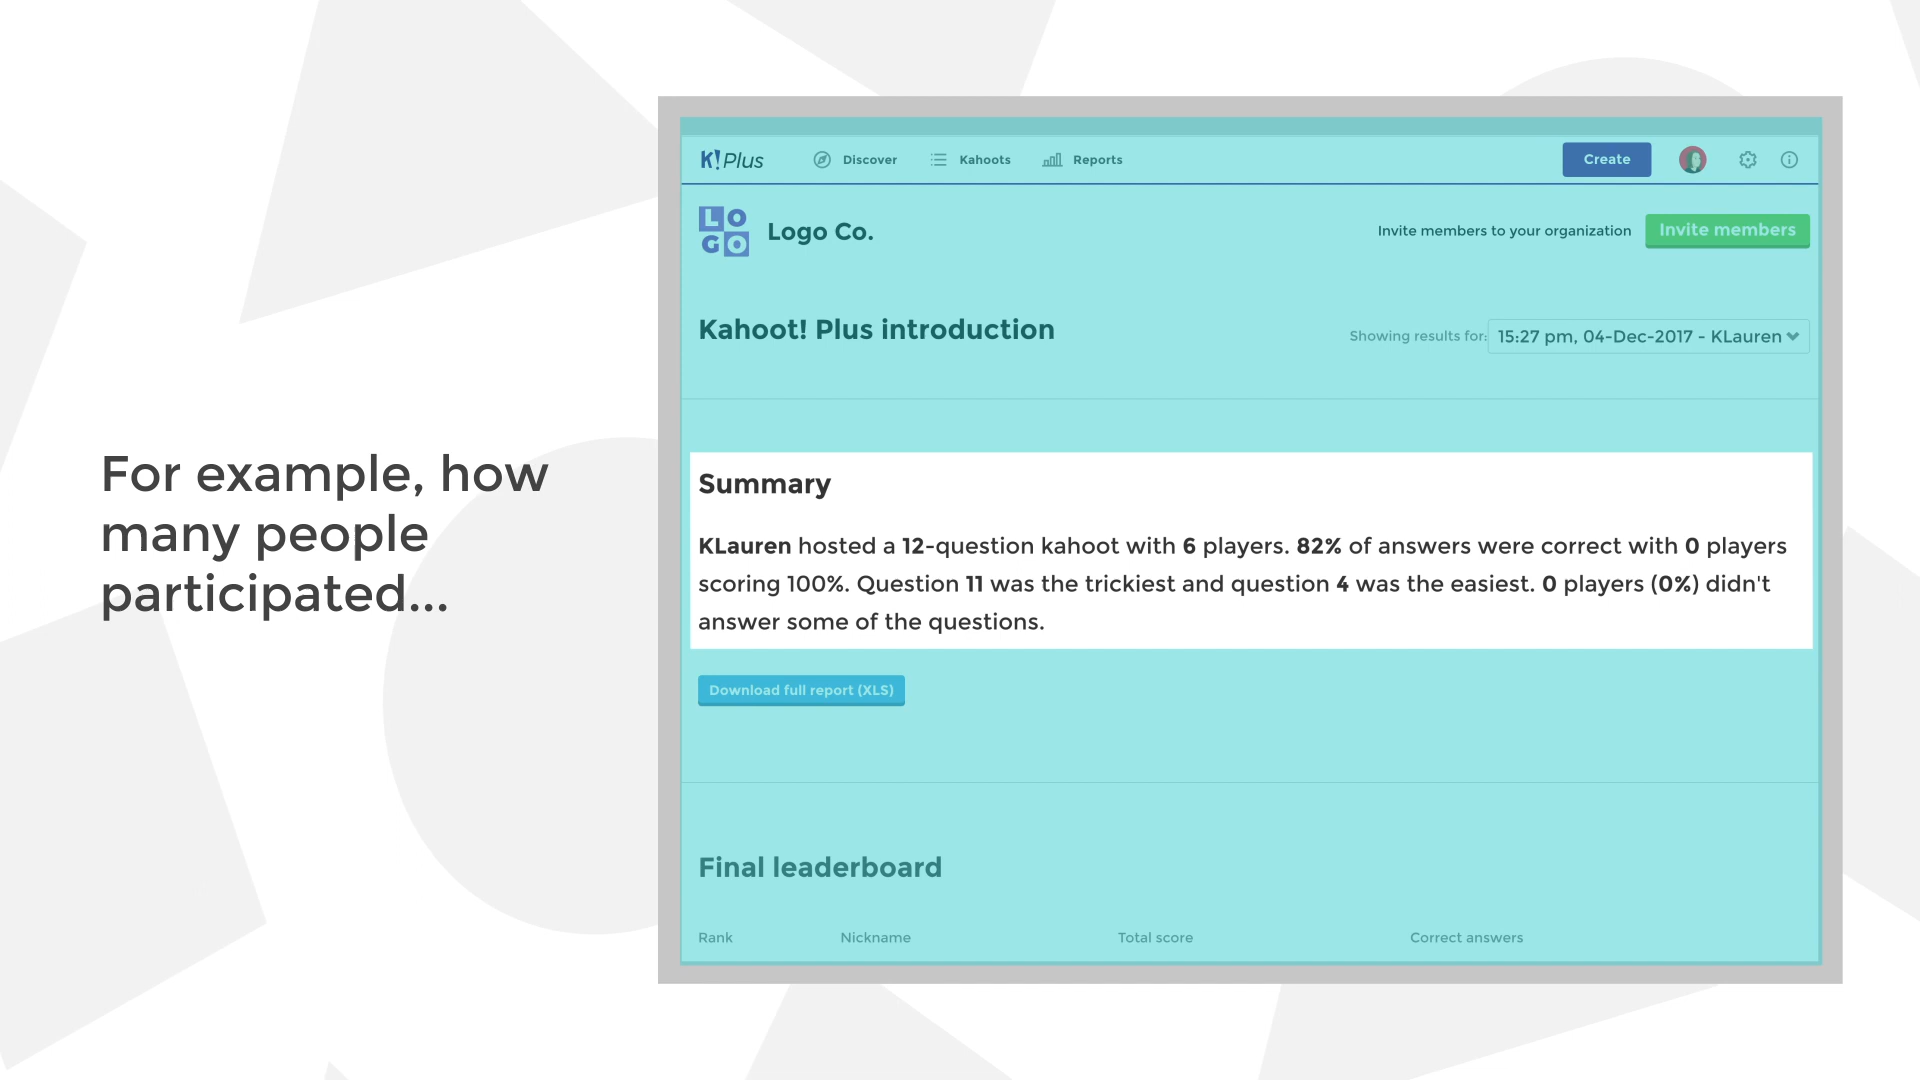 For example, how
many people
participated...
K! Plus
Discover
Kahoots
Reports
Create
LO
GO
Logo Co.
Invite members to your organization
Invite members
Kahoot! Plus introduction
Showing results for:
15:27 pm, 04-Dec-2017 - KLauren
Summary
KLauren hosted a 12-question kahoot with 6 players. 82% of answers were correct with 0 players
scoring 100%. Question 11 was the trickiest and question 4 was the easiest. 0 players (0%) didn't
answer some of the questions.
Download full report (XLS)
Final leaderboard
Rank
Nickname
Total score
Correct answers